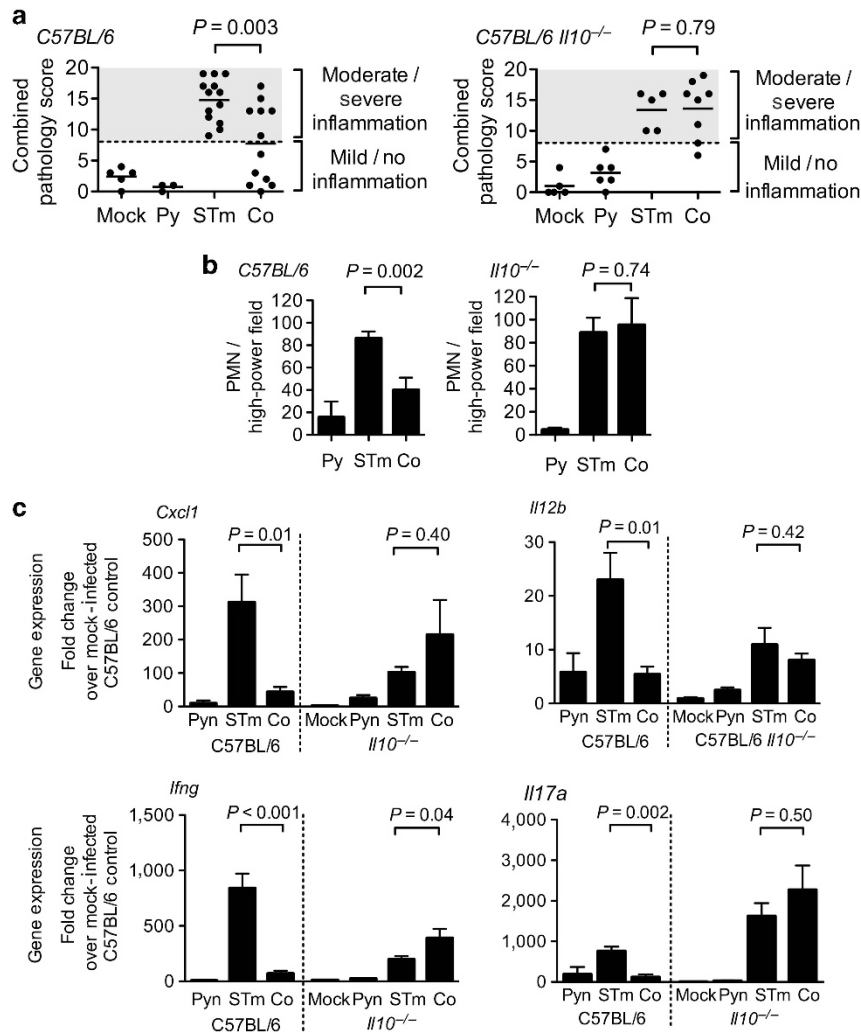 a
C57BL/6
P = 0.003
Combined
pathology score
20
15
10
5
0
Mock Py STm Co
Moderate /
severe
inflammation
Mild / no
inflammation
C57BL/6 Il10–/–
P = 0.79
Combined
pathology score
20
15
10
5
0
Mock Py STm Co
Moderate /
severe
inflammation
Mild / no
inflammation
b
C57BL/6
P = 0.002
PMN /
high-power field
120
100
80
60
40
20
0
Py STm Co
Il10–/–
P = 0.74
PMN /
high-power field
120
100
80
60
40
20
0
Py STm Co
c
Cxcl1
P = 0.01
P = 0.40
Gene expression
Fold change
over mock-infected
C57BL/6 control
500
400
300
200
100
0
Pyn STm Co Mock Pyn STm Co
C57BL/6 Il10–/–
Il12b
P = 0.01
P = 0.42
30
20
10
0
Pyn STm Co Mock Pyn STm Co
C57BL/6 C57BL/6 Il10–/–
Ifng
P < 0.001
P = 0.04
Gene expression
Fold change
over mock-infected
C57BL/6 control
1,500
1,000
500
0
Pyn STm Co Mock Pyn STm Co
C57BL/6 Il10–/–
Il17a
P = 0.002
P = 0.50
4,000
3,000
2,000
1,000
0
Pyn STm Co Mock Pyn STm Co
C57BL/6 Il10–/–